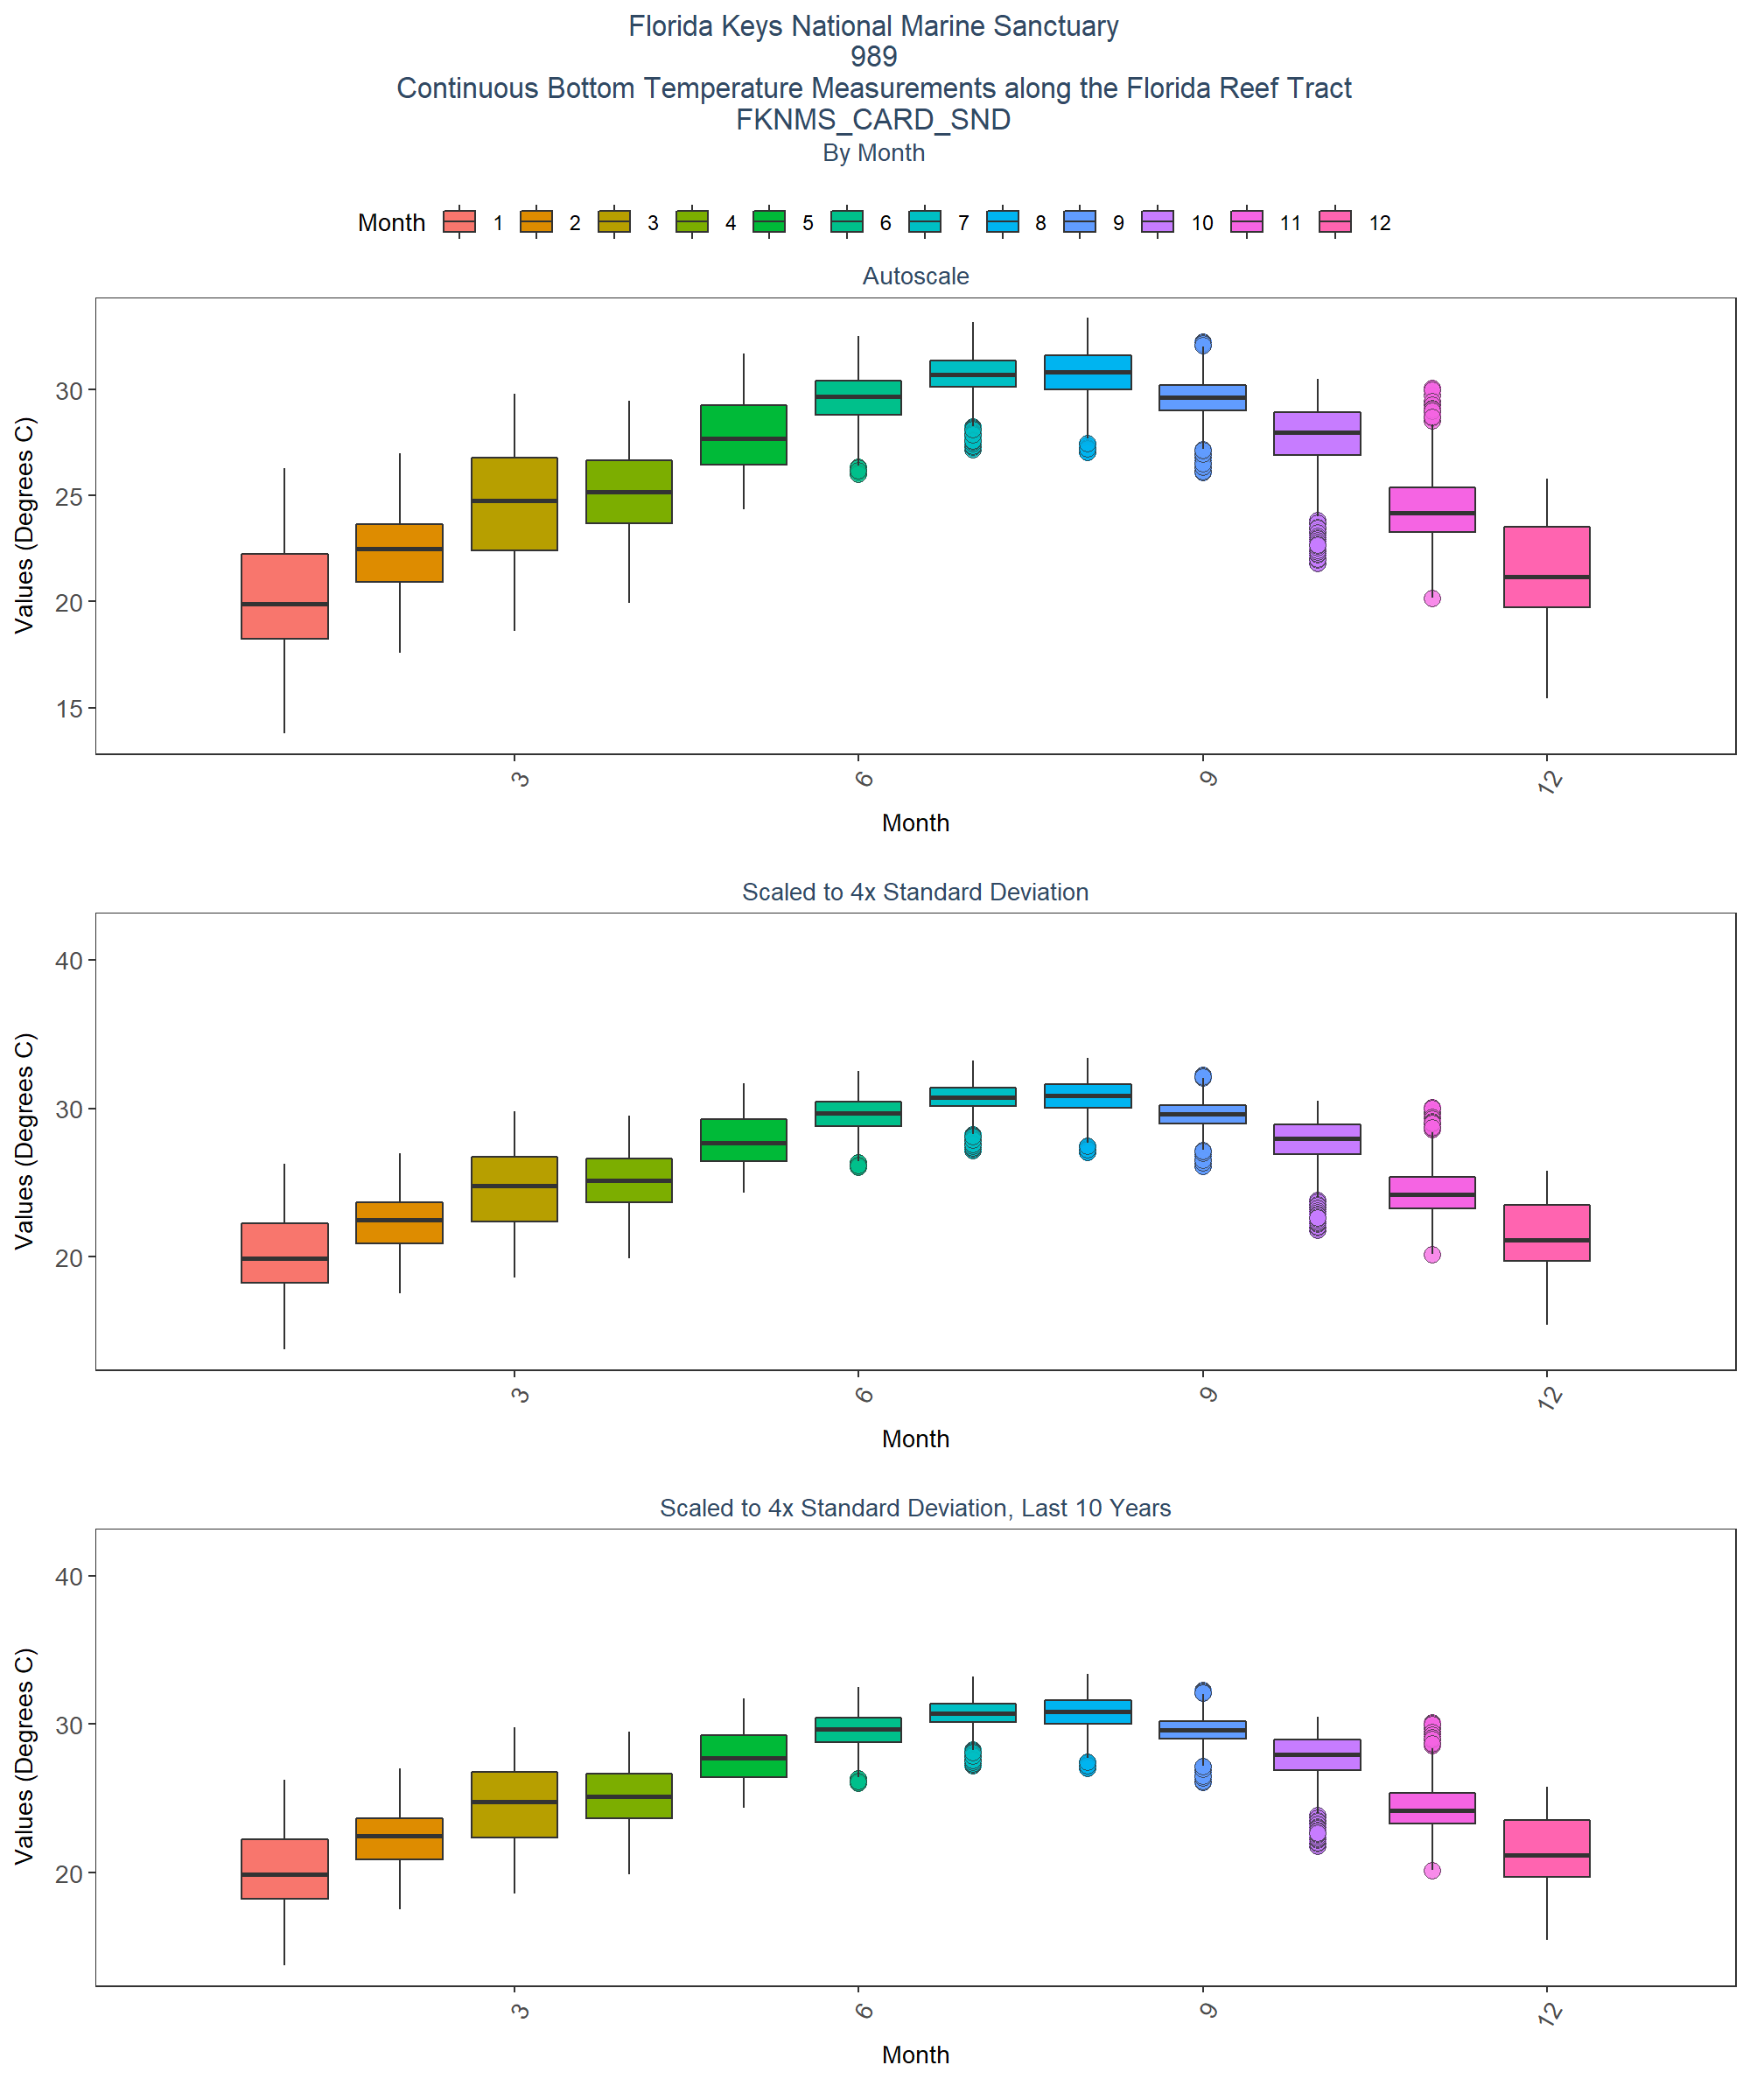 Florida Keys National Marine Sanctuary
989
Continuous Bottom Temperature Measurements along the Florida Reef Tract
FKNMS_CARD_SND
By Month
Month 1 2 3 4 5 6 7 8 9 10 11 12
Autoscale
Values (Degrees C)
30
25
20
15
3 6 9 12
Month
Scaled to 4x Standard Deviation
Values (Degrees C)
40
30
20
3 6 9 12
Month
Scaled to 4x Standard Deviation, Last 10 Years
Values (Degrees C)
40
30
20
3 6 9 12
Month